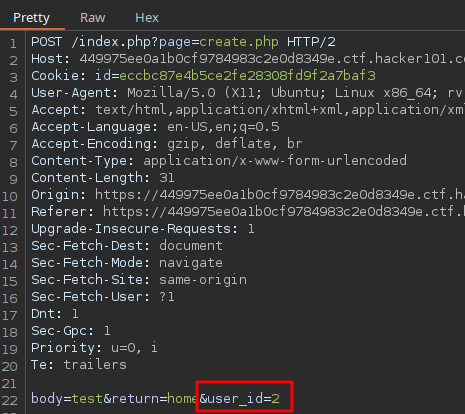 Pretty Raw Hex
1 POST /index.php?page=create.php HTTP/2
2 Host: 449975ee0a1b0cf9784983c2e0d8349e.ctf.hacker101.c
3 Cookie: id=eccbc87e4b5ce2fe28308fd9f2a7baf3
4 User-Agent: Mozilla/5.0 (X11; Ubuntu; Linux x86_64; rv
5 Accept: text/html,application/xhtml+xml,application/xml
6 Accept-Language: en-US,en;q=0.5
7 Accept-Encoding: gzip, deflate, br
8 Content-Type: application/x-www-form-urlencoded
9 Content-Length: 31
10 Origin: https://449975ee0a1b0cf9784983c2e0d8349e.ctf.ha
11 Referer: https://449975ee0a1b0cf9784983c2e0d8349e.ctf.h
12 Upgrade-Insecure-Requests: 1
13 Sec-Fetch-Dest: document
14 Sec-Fetch-Mode: navigate
15 Sec-Fetch-Site: same-origin
16 Sec-Fetch-User: ?1
17 Dnt: 1
18 Sec-Gpc: 1
19 Priority: u=0, i
20 Te: trailers
21
22 body=test&return=home&user_id=2